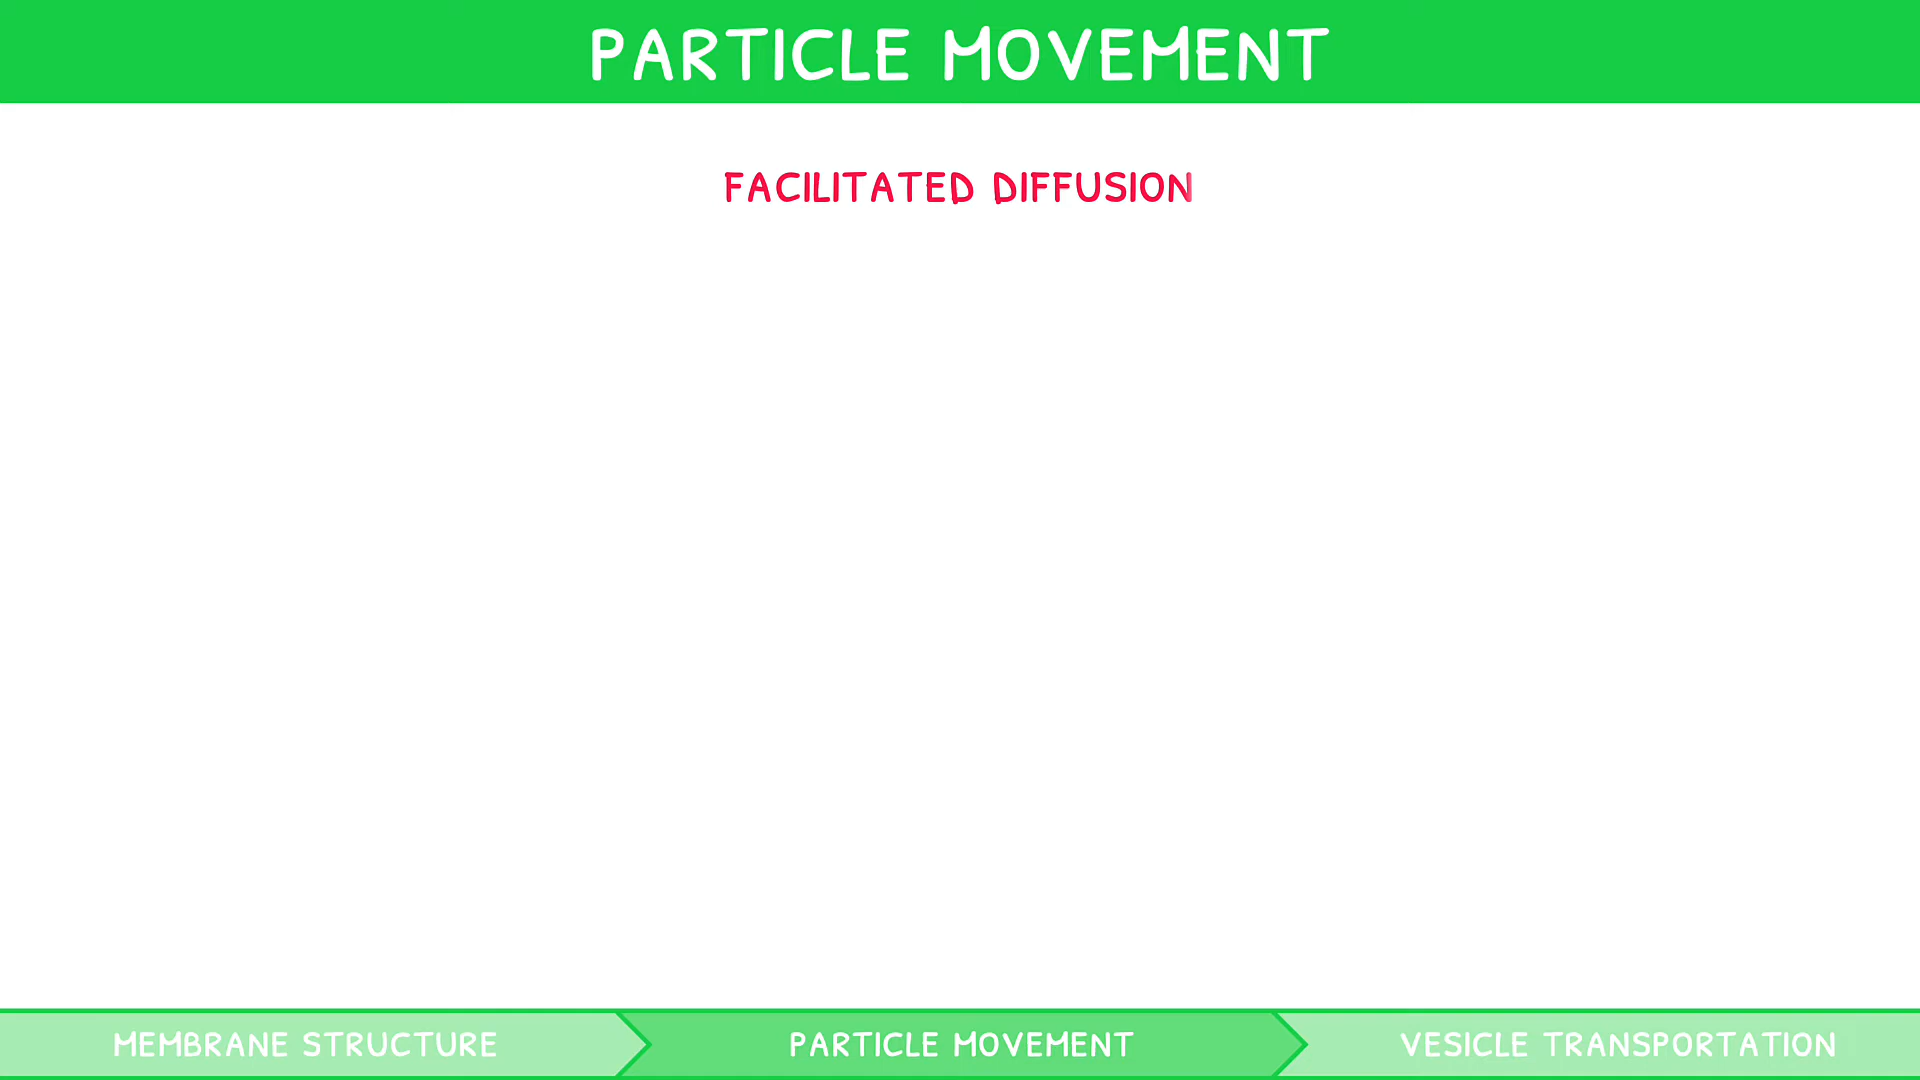 PARTICLE MOVEMENT
FACILITATED DIFFUSION
MEMBRANE STRUCTURE
PARTICLE MOVEMENT
VESICLE TRANSPORTATION